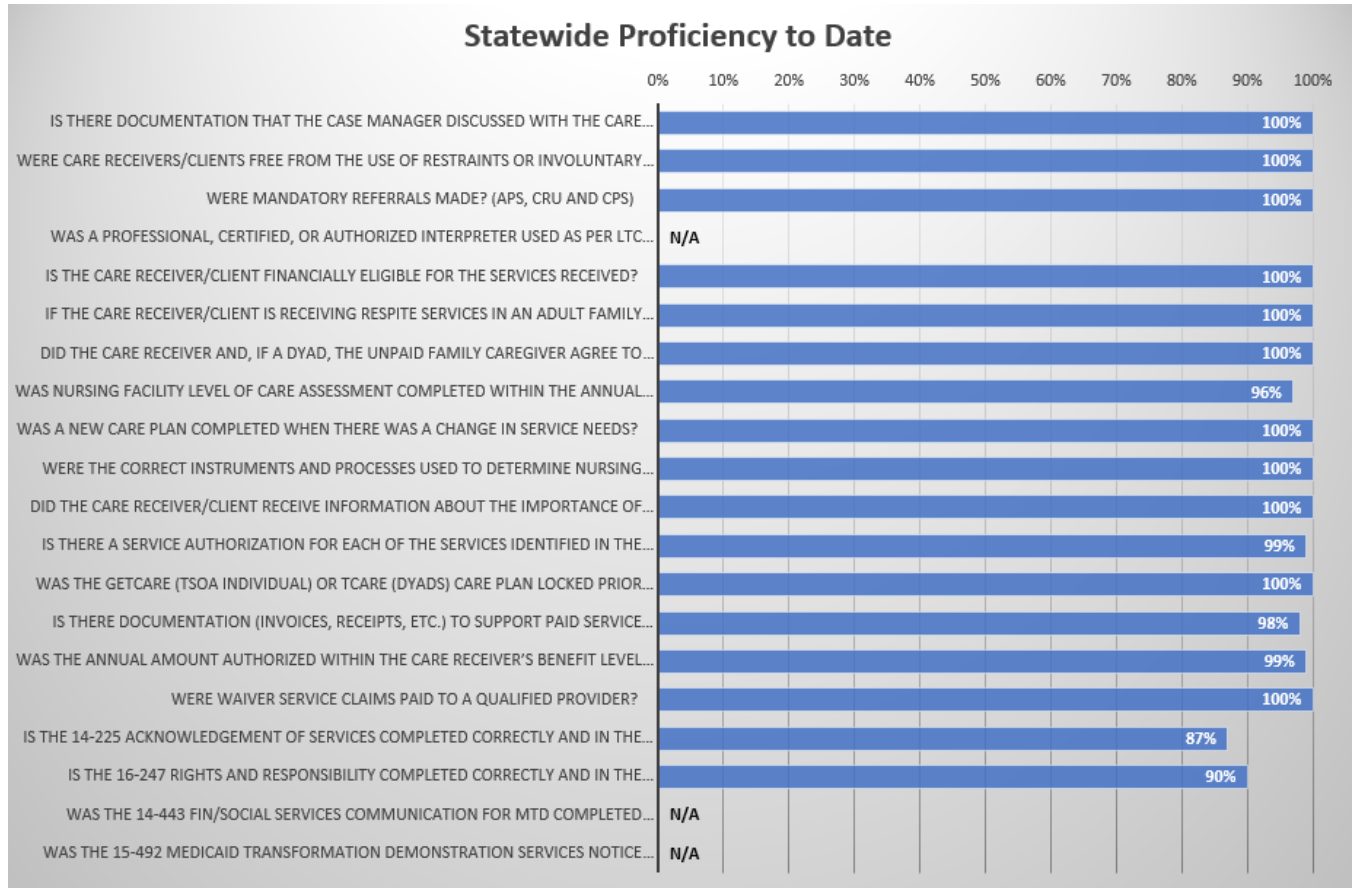 Statewide Proficiency to Date
0% 10% 20% 30% 40% 50% 60% 70% 80% 90% 100%
IS THERE DOCUMENTATION THAT THE CASE MANAGER DISCUSSED WITH THE CARE... 100%
WERE CARE RECEIVERS/CLIENTS FREE FROM THE USE OF RESTRAINTS OR INVOLUNTARY... 100%
WERE MANDATORY REFERRALS MADE? (APS, CRU AND CPS) 100%
WAS A PROFESSIONAL, CERTIFIED, OR AUTHORIZED INTERPRETER USED AS PER LTC... N/A
IS THE CARE RECEIVER/CLIENT FINANCIALLY ELIGIBLE FOR THE SERVICES RECEIVED? 100%
IF THE CARE RECEIVER/CLIENT IS RECEIVING RESPITE SERVICES IN AN ADULT FAMILY... 100%
DID THE CARE RECEIVER AND, IF A DYAD, THE UNPAID FAMILY CAREGIVER AGREE TO... 100%
WAS NURSING FACILITY LEVEL OF CARE ASSESSMENT COMPLETED WITHIN THE ANNUAL... 96%
WAS A NEW CARE PLAN COMPLETED WHEN THERE WAS A CHANGE IN SERVICE NEEDS? 100%
WERE THE CORRECT INSTRUMENTS AND PROCESSES USED TO DETERMINE NURSING... 100%
DID THE CARE RECEIVER/CLIENT RECEIVE INFORMATION ABOUT THE IMPORTANCE OF... 100%
IS THERE A SERVICE AUTHORIZATION FOR EACH OF THE SERVICES IDENTIFIED IN THE... 99%
WAS THE GETCARE (TSOA INDIVIDUAL) OR TCARE (DYADS) CARE PLAN LOCKED PRIOR... 100%
IS THERE DOCUMENTATION (INVOICES, RECEIPTS, ETC.) TO SUPPORT PAID SERVICE... 98%
WAS THE ANNUAL AMOUNT AUTHORIZED WITHIN THE CARE RECEIVER'S BENEFIT LEVEL... 99%
WERE WAIVER SERVICE CLAIMS PAID TO A QUALIFIED PROVIDER? 100%
IS THE 14-225 ACKNOWLEDGEMENT OF SERVICES COMPLETED CORRECTLY AND IN THE... 87%
IS THE 16-247 RIGHTS AND RESPONSIBILITY COMPLETED CORRECTLY AND IN THE... 90%
WAS THE 14-443 FIN/SOCIAL SERVICES COMMUNICATION FOR MTD COMPLETED... N/A
WAS THE 15-492 MEDICAID TRANSFORMATION DEMONSTRATION SERVICES NOTICE... N/A